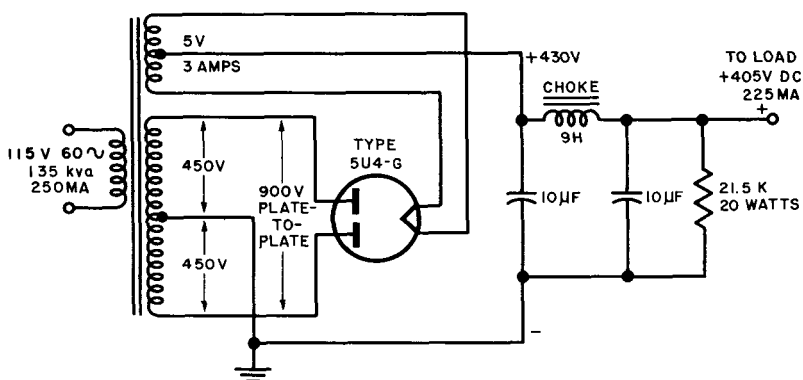 5V
3 AMPS
115 V 60~
135 kva
250MA
450V
450V
900V
PLATE-
TO-
PLATE
TYPE
5U4-G
+430V
CHOKE
9H
10µF
10µF
21.5 K
20 WATTS
TO LOAD
+405V DC
225MA
+
-